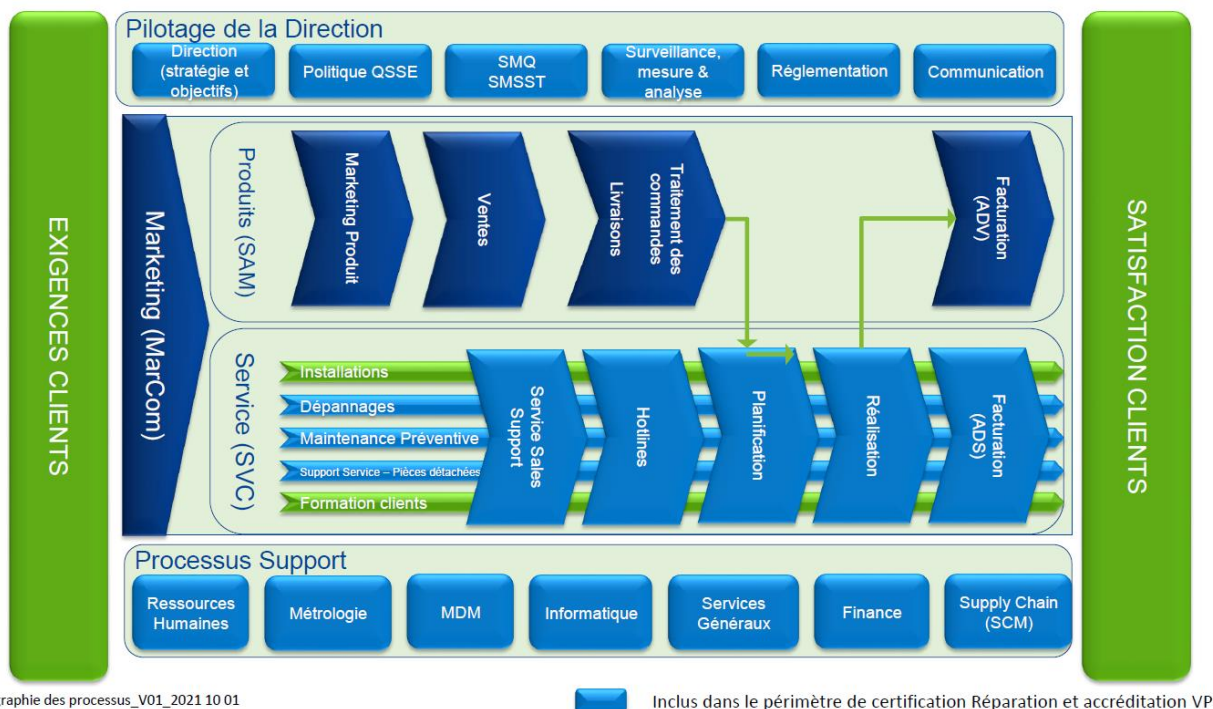 EXIGENCES CLIENTS
Pilotage de la Direction
Direction
(stratégie et
objectifs)
Politique QSSE
SMQ
SMSST
Surveillance,
mesure &
analyse
Réglementation
Communication
Marketing (MarCom)
Produits (SAM)
Marketing Produit
Ventes
Traitement des
commandes
Livraisons
Facturation
(ADV)
Service (SVC)
Installations
Dépannages
Maintenance Préventive
Support Service – Pièces détachées
Formation clients
Service Sales
Support
Hotlines
Planification
Réalisation
Facturation
(ADS)
SATISFACTION CLIENTS
Processus Support
Ressources
Humaines
Métrologie
MDM
Informatique
Services
Généraux
Finance
Supply Chain
(SCM)
graphie des processus_V01_2021 10 01
Inclus dans le périmètre de certification Réparation et accréditation VP